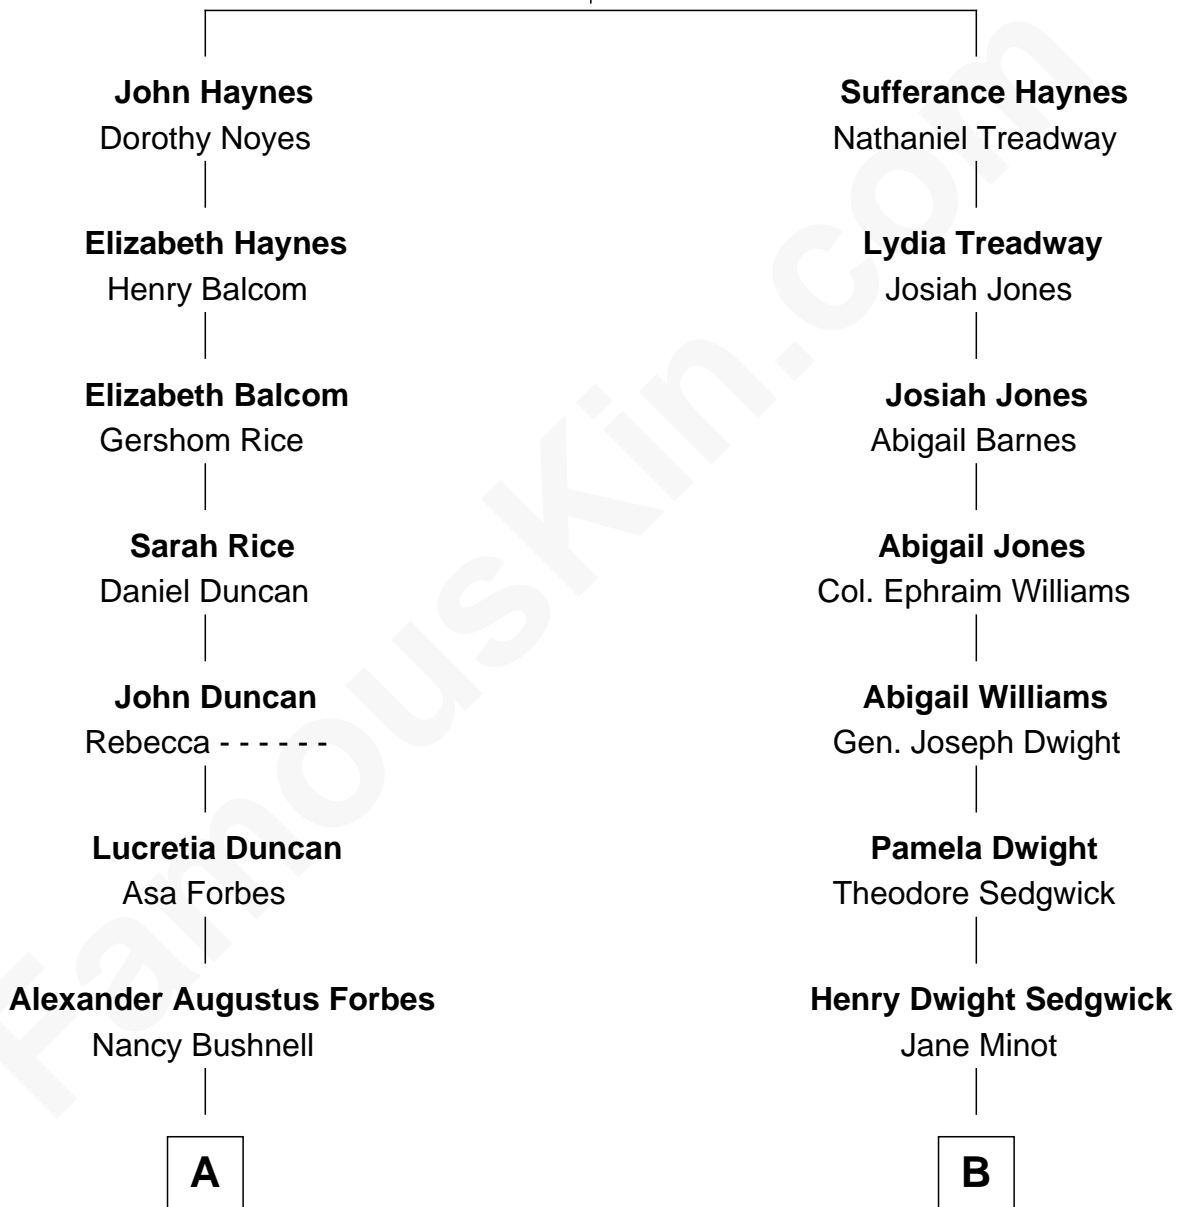 John Haynes
Dorothy Noyes
Elizabeth Haynes
Henry Balcom
Elizabeth Balcom
Gershom Rice
Sarah Rice
Daniel Duncan
John Duncan
Rebecca - - - - - -
Lucretia Duncan
Asa Forbes
Alexander Augustus Forbes
Nancy Bushnell
A
Sufferance Haynes
Nathaniel Treadway
Lydia Treadway
Josiah Jones
Josiah Jones
Abigail Barnes
Abigail Jones
Col. Ephraim Williams
Abigail Williams
Gen. Joseph Dwight
Pamela Dwight
Theodore Sedgwick
Henry Dwight Sedgwick
Jane Minot
B
FamousKin.com